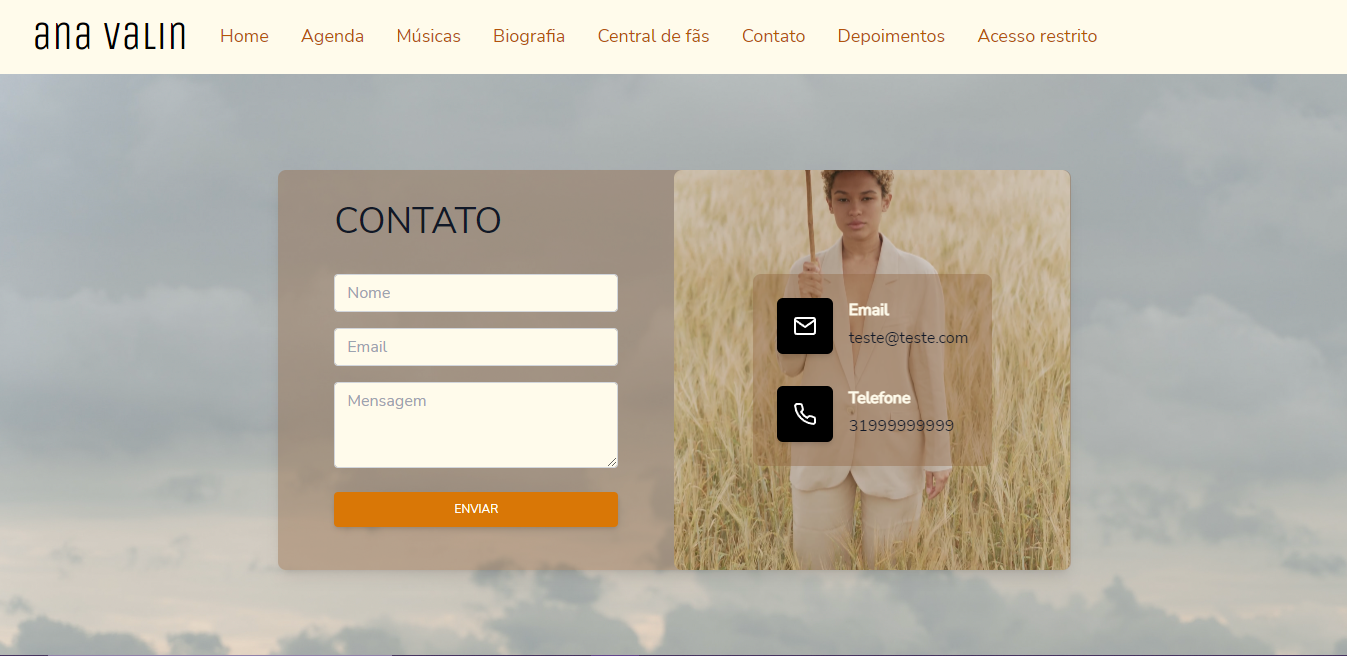 ana valin
Home Agenda Músicas Biografia Central de fãs Contato Depoimentos Acesso restrito
CONTATO
Nome
Email
Mensagem
ENVIAR
Email
teste@teste.com
Telefone
31999999999